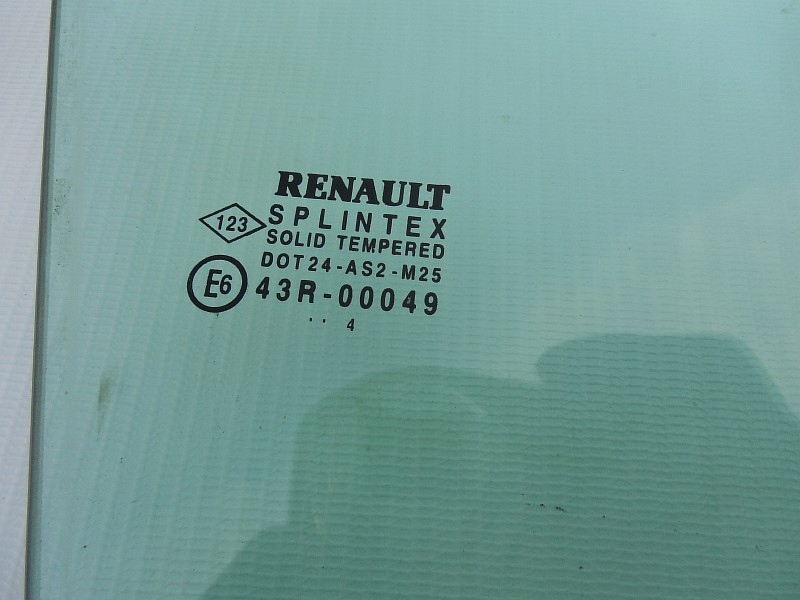 RENAULT
123 SPLINTEX
SOLID TEMPERED
DOT24-AS2-M25
E6 43R-00049
.. 4